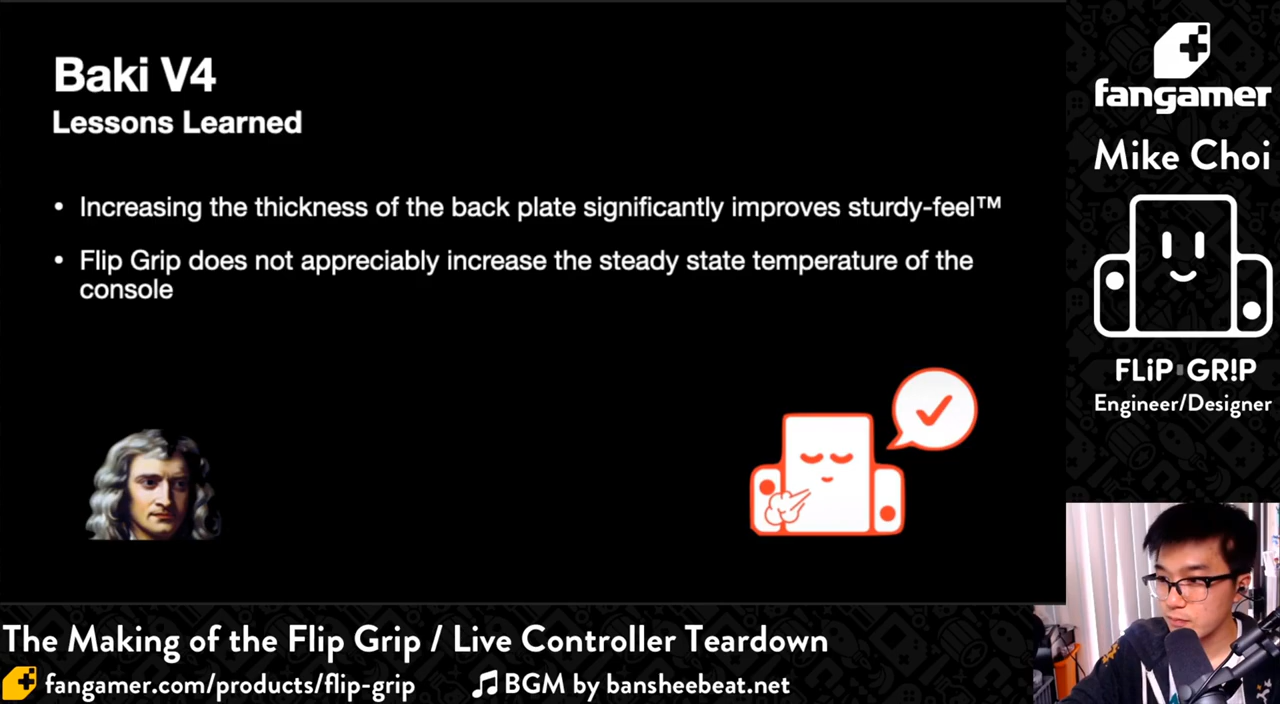 Baki V4
Lessons Learned
• Increasing the thickness of the back plate significantly improves sturdy-feel™
• Flip Grip does not appreciably increase the steady state temperature of the
console
fangamer
Mike Choi
FLiP GR!P
Engineer/Designer
The Making of the Flip Grip / Live Controller Teardown
fangamer.com/products/flip-grip
BGM by bansheebeat.net